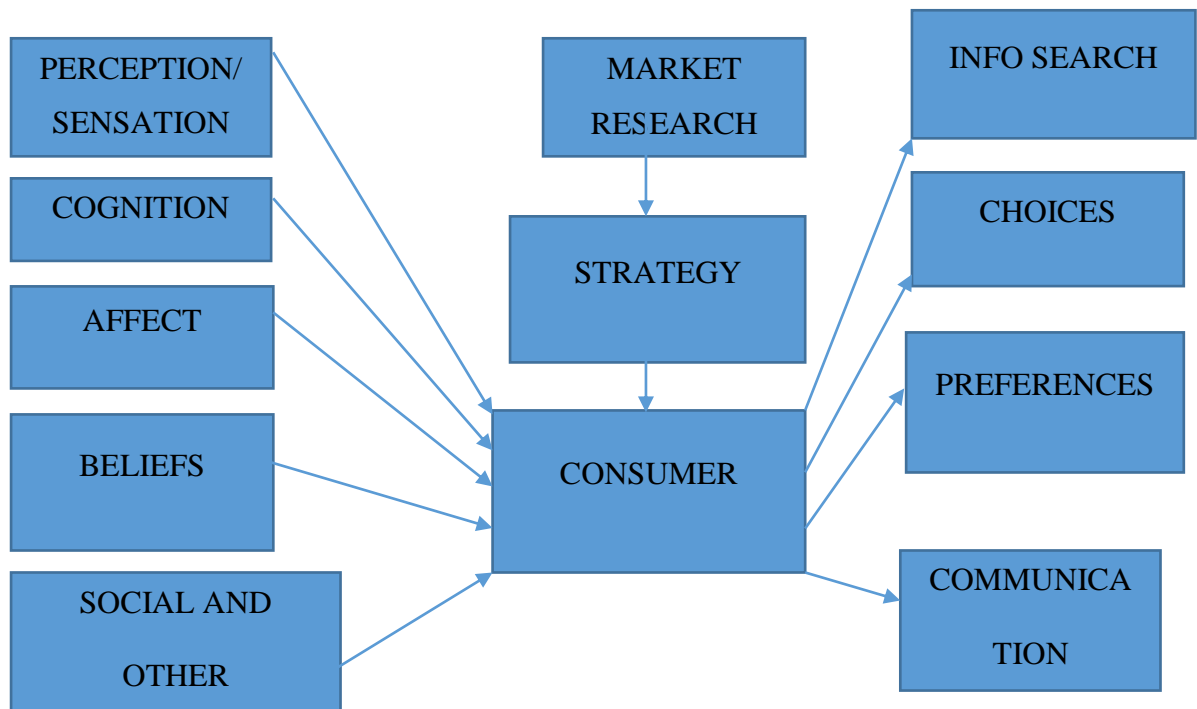 PERCEPTION/
SENSATION
COGNITION
AFFECT
BELIEFS
SOCIAL AND
OTHER
MARKET
RESEARCH
STRATEGY
CONSUMER
INFO SEARCH
CHOICES
PREFERENCES
COMMUNICA
TION